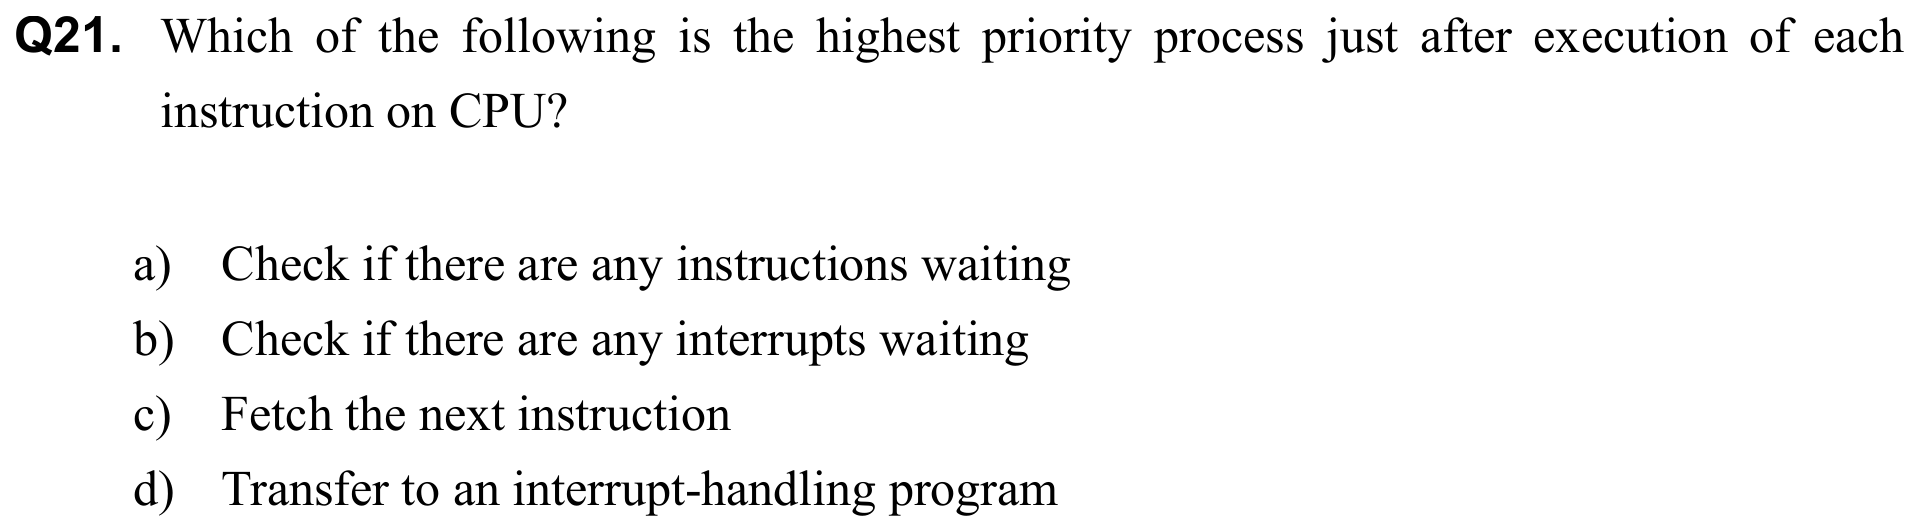 Q21. Which of the following is the highest priority process just after execution of each
instruction on CPU?
a) Check if there are any instructions waiting
b) Check if there are any interrupts waiting
c) Fetch the next instruction
d) Transfer to an interrupt-handling program